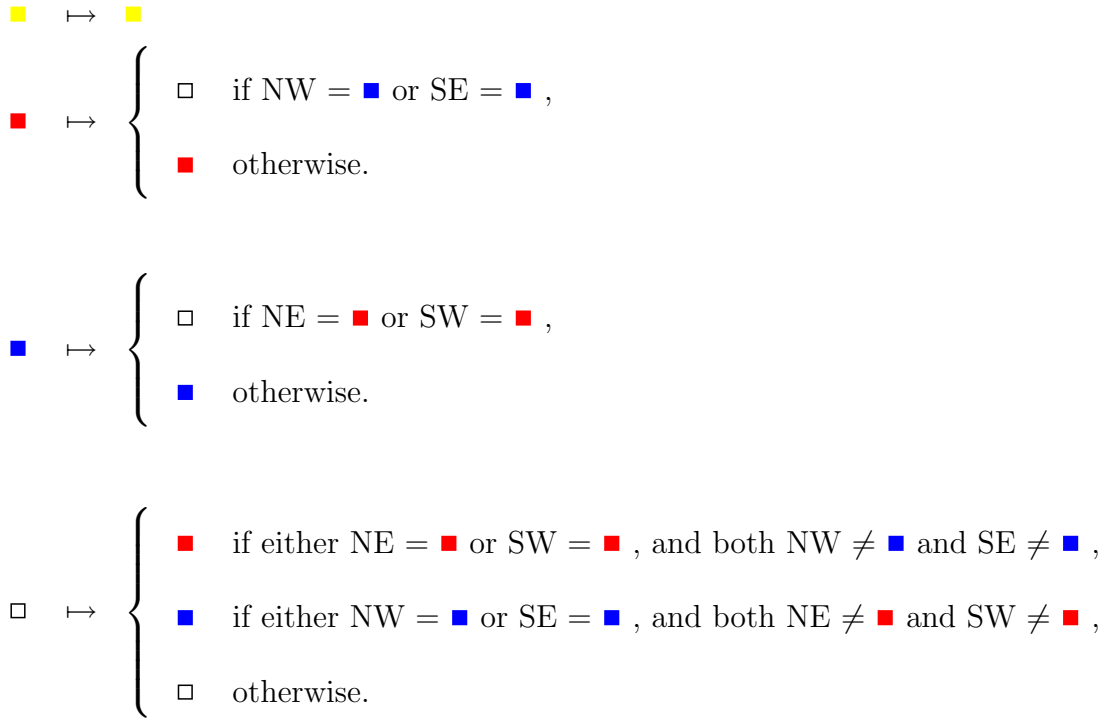 ■ ↦ ■
□ if NW = ■ or SE = ■ ,
■ ↦
■ otherwise.
□ if NE = ■ or SW = ■ ,
■ ↦
■ otherwise.
■ if either NE = ■ or SW = ■ , and both NW ≠ ■ and SE ≠ ■ ,
□ ↦ ■ if either NW = ■ or SE = ■ , and both NE ≠ ■ and SW ≠ ■ ,
□ otherwise.